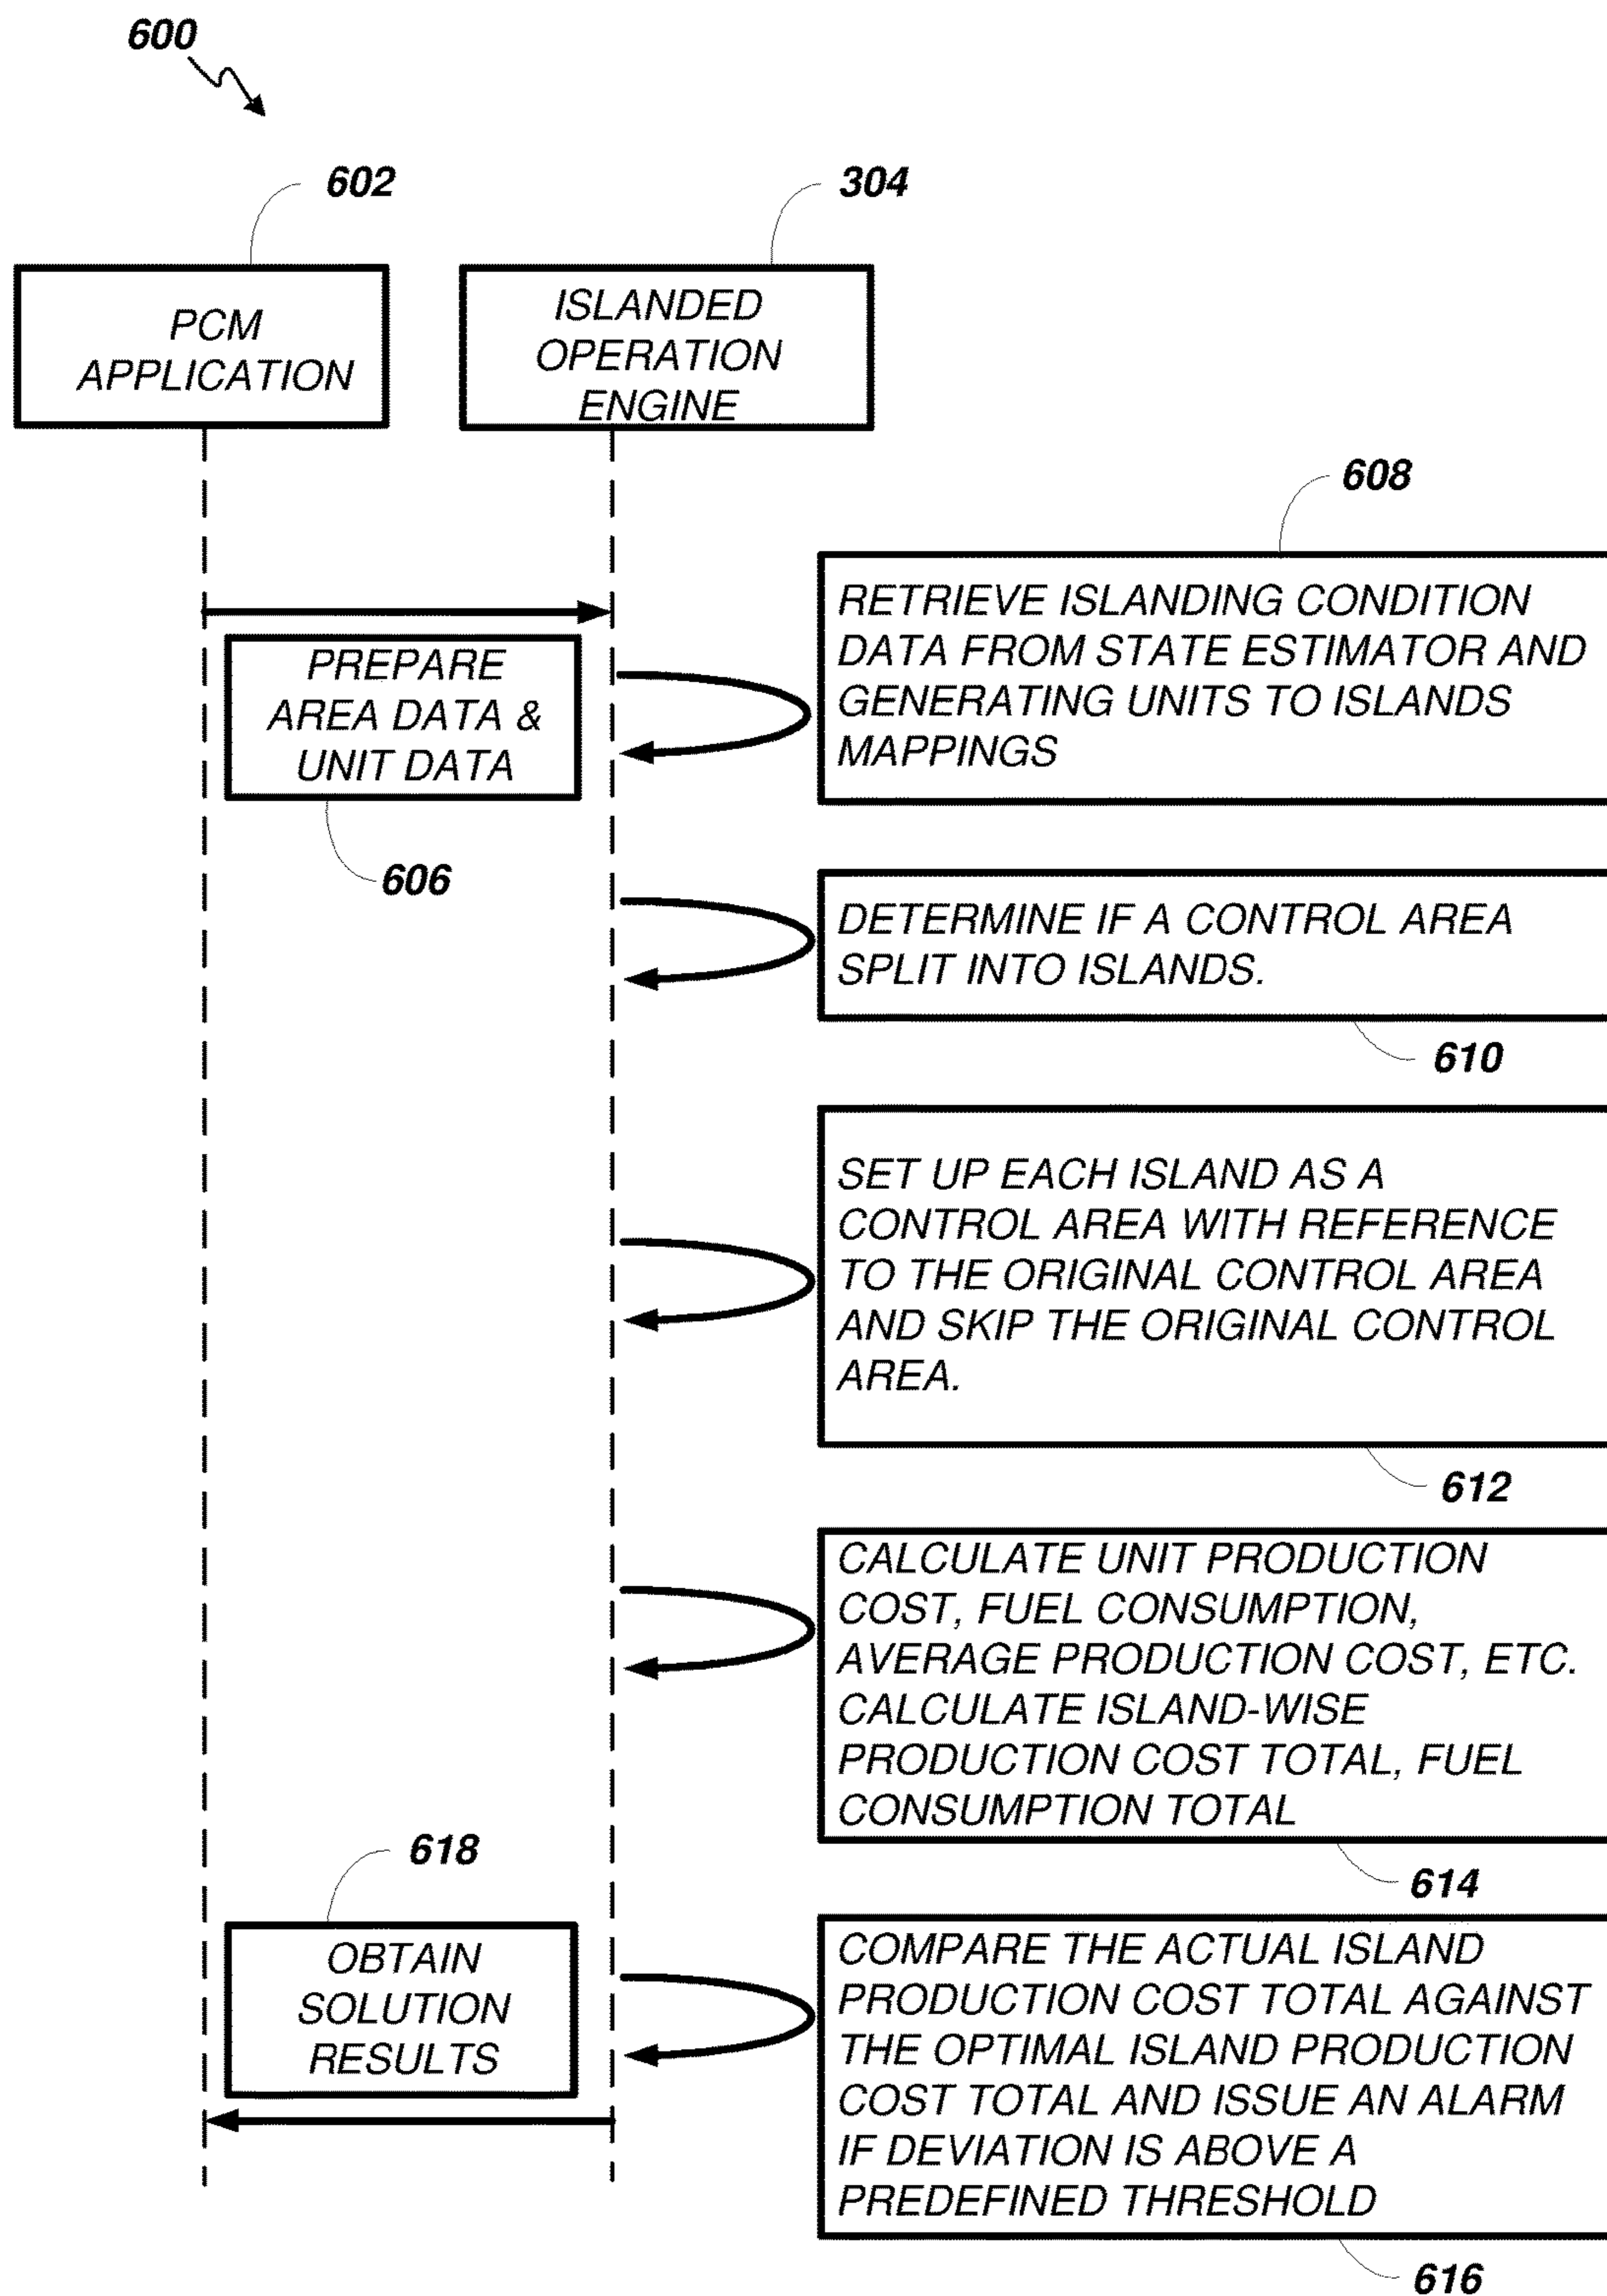 600
602
304
PCM
APPLICATION
ISLANDED
OPERATION
ENGINE
608
RETRIEVE ISLANDING CONDITION
DATA FROM STATE ESTIMATOR AND
GENERATING UNITS TO ISLANDS
MAPPINGS
PREPARE
AREA DATA &
UNIT DATA
606
DETERMINE IF A CONTROL AREA
SPLIT INTO ISLANDS.
610
SET UP EACH ISLAND AS A
CONTROL AREA WITH REFERENCE
TO THE ORIGINAL CONTROL AREA
AND SKIP THE ORIGINAL CONTROL
AREA.
612
CALCULATE UNIT PRODUCTION
COST, FUEL CONSUMPTION,
AVERAGE PRODUCTION COST, ETC.
CALCULATE ISLAND-WISE
PRODUCTION COST TOTAL, FUEL
CONSUMPTION TOTAL
614
618
OBTAIN
SOLUTION
RESULTS
COMPARE THE ACTUAL ISLAND
PRODUCTION COST TOTAL AGAINST
THE OPTIMAL ISLAND PRODUCTION
COST TOTAL AND ISSUE AN ALARM
IF DEVIATION IS ABOVE A
PREDEFINED THRESHOLD
616